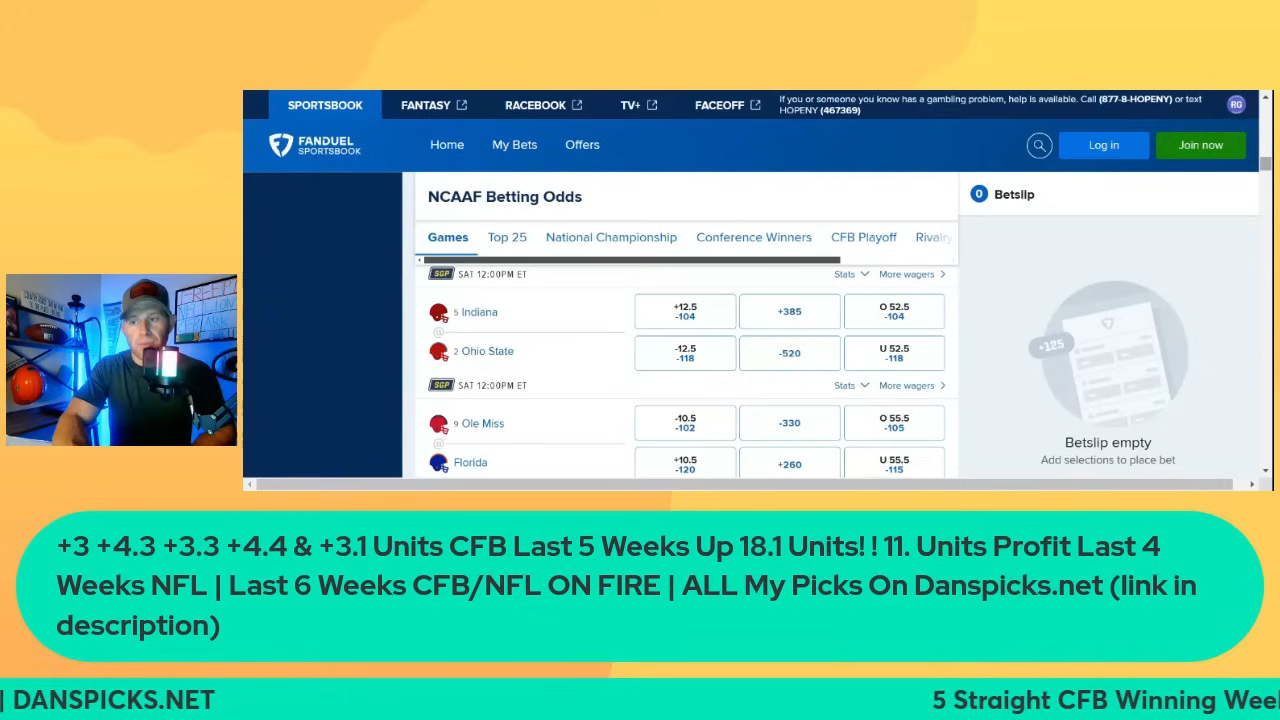 SPORTSBOOK FANTASY RACEBOOK TV+ FACEOFF If you or someone you know has a gambling problem, help is available. Call (877-8-HOPENY) or text
HOPENY (467369) RG
FANDUEL
SPORTSBOOK
Home My Bets Offers Log in Join now
NCAAF Betting Odds
0 Betslip
Games Top 25 National Championship Conference Winners CFB Playoff Rivalry
SGP SAT 12:00PM ET Stats More wagers
5 Indiana +12.5 -104 +385 O 52.5 -104
@
2 Ohio State -12.5 -118 -520 U 52.5 -118
SGP SAT 12:00PM ET Stats More wagers
9 Ole Miss -10.5 -102 -330 O 55.5 -105
@
Florida +10.5 -120 +260 U 55.5 -115
+125
Betslip empty
Add selections to place bet
+3 +4.3 +3.3 +4.4 & +3.1 Units CFB Last 5 Weeks Up 18.1 Units! ! 11. Units Profit Last 4
Weeks NFL | Last 6 Weeks CFB/NFL ON FIRE | ALL My Picks On Danspicks.net (link in
description)
| DANSPICKS.NET 5 Straight CFB Winning Week